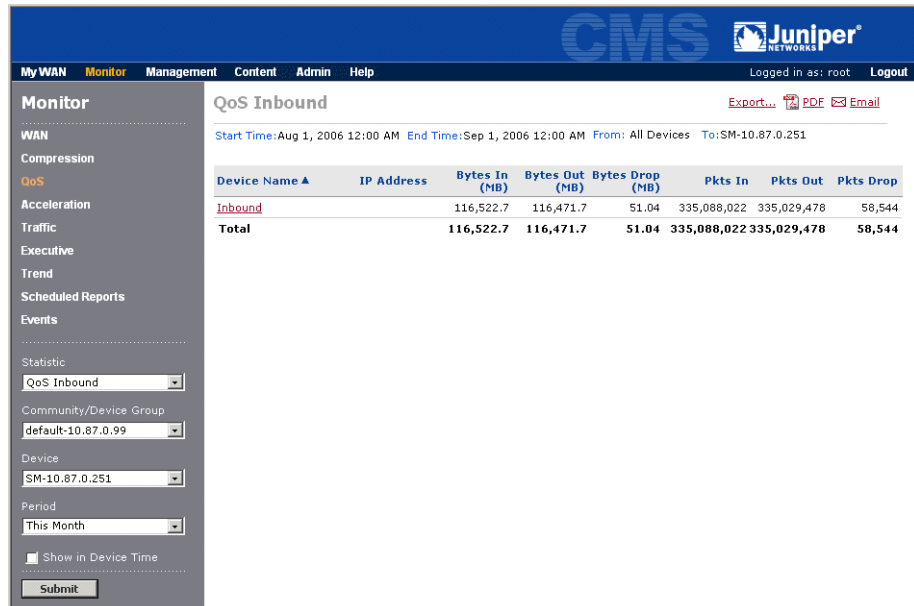 CMS
Juniper®
NETWORKS
My WAN Monitor Management Content Admin Help Logged in as: root Logout
Monitor
WAN
Compression
QoS
Acceleration
Traffic
Executive
Trend
Scheduled Reports
Events
Statistic
QoS Inbound
Community/Device Group
default-10.87.0.99
Device
SM-10.87.0.251
Period
This Month
Show in Device Time
Submit
QoS Inbound
Export... PDF Email
Start Time:Aug 1, 2006 12:00 AM End Time:Sep 1, 2006 12:00 AM From: All Devices To:SM-10.87.0.251
Device Name ▲ IP Address Bytes In (MB) Bytes Out (MB) Bytes Drop (MB) Pkts In Pkts Out Pkts Drop
Inbound 116,522.7 116,471.7 51.04 335,088,022 335,029,478 58,544
Total 116,522.7 116,471.7 51.04 335,088,022 335,029,478 58,544